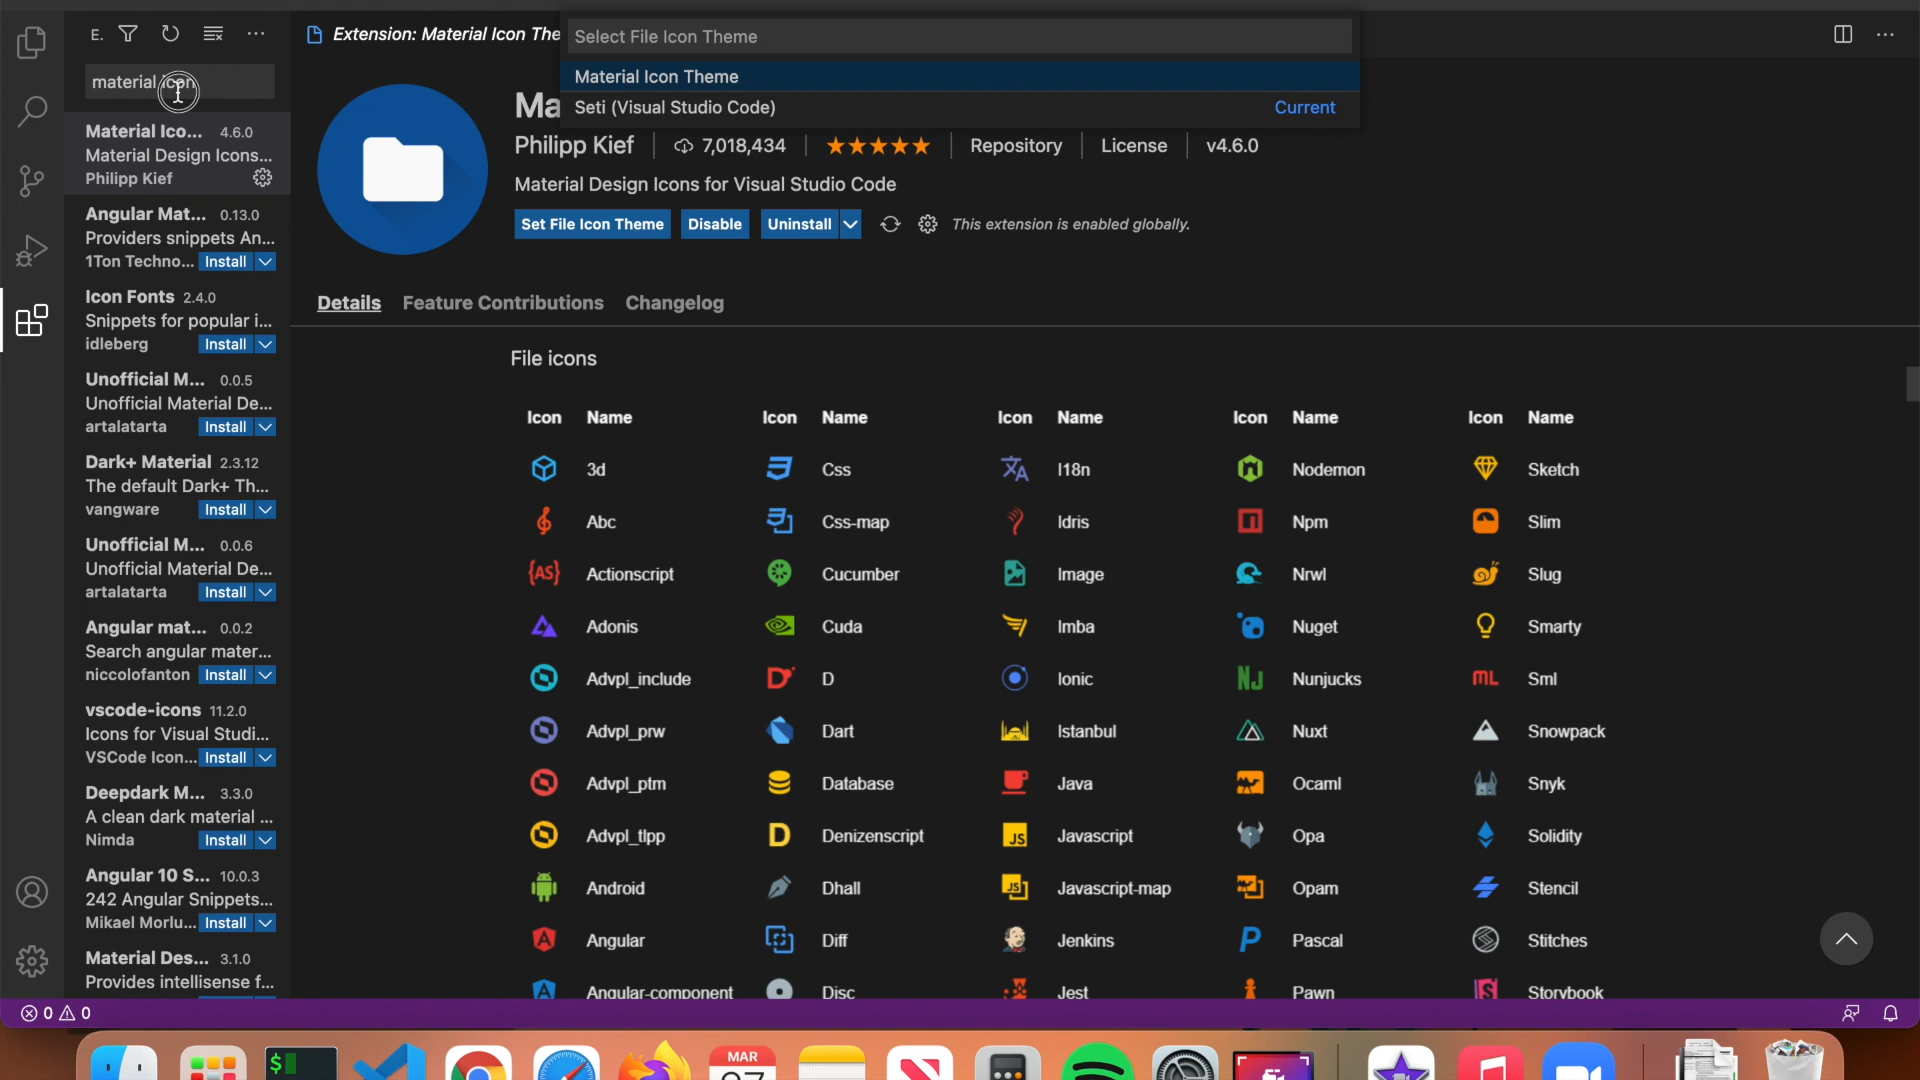 E.
Extension: Material Icon The
Select File Icon Theme
Material Icon Theme
Seti (Visual Studio Code)
Current
material icon
Material Ico... 4.6.0
Material Design Icons...
Philipp Kief
Angular Mat... 0.13.0
Providers snippets An...
1Ton Techno... Install
Icon Fonts 2.4.0
Snippets for popular i...
idleberg Install
Unofficial M... 0.0.5
Unofficial Material De...
artalatarta Install
Dark+ Material 2.3.12
The default Dark+ Th...
vangware Install
Unofficial M... 0.0.6
Unofficial Material De...
artalatarta Install
Angular mat... 0.0.2
Search angular mater...
niccolofanton Install
vscode-icons 11.2.0
Icons for Visual Studi...
VSCode Icon... Install
Deepdark M... 3.3.0
A clean dark material ...
Nimda Install
Angular 10 S... 10.0.3
242 Angular Snippets...
Mikael Morlu... Install
Material Des... 3.1.0
Provides intellisense f...
Ma
Philipp Kief 7,018,434 Repository License v4.6.0
Material Design Icons for Visual Studio Code
Set File Icon Theme Disable Uninstall This extension is enabled globally.
Details Feature Contributions Changelog
File icons
Icon Name Icon Name Icon Name Icon Name Icon Name
3d Css I18n Nodemon Sketch
Abc Css-map Idris Npm Slim
{AS} Actionscript Cucumber Image Nrwl Slug
Adonis Cuda Imba Nuget Smarty
Advpl_include D Ionic NJ Nunjucks ML Sml
Advpl_prw Dart Istanbul Nuxt Snowpack
Advpl_ptm Database Java Ocaml Snyk
Advpl_tlpp D Denizenscript JS Javascript Opa Solidity
Android Dhall JS Javascript-map Opam Stencil
Angular Diff Jenkins P Pascal Stitches
Angular-component Disc Jest Pawn S Storybook
0 0
$
MAR